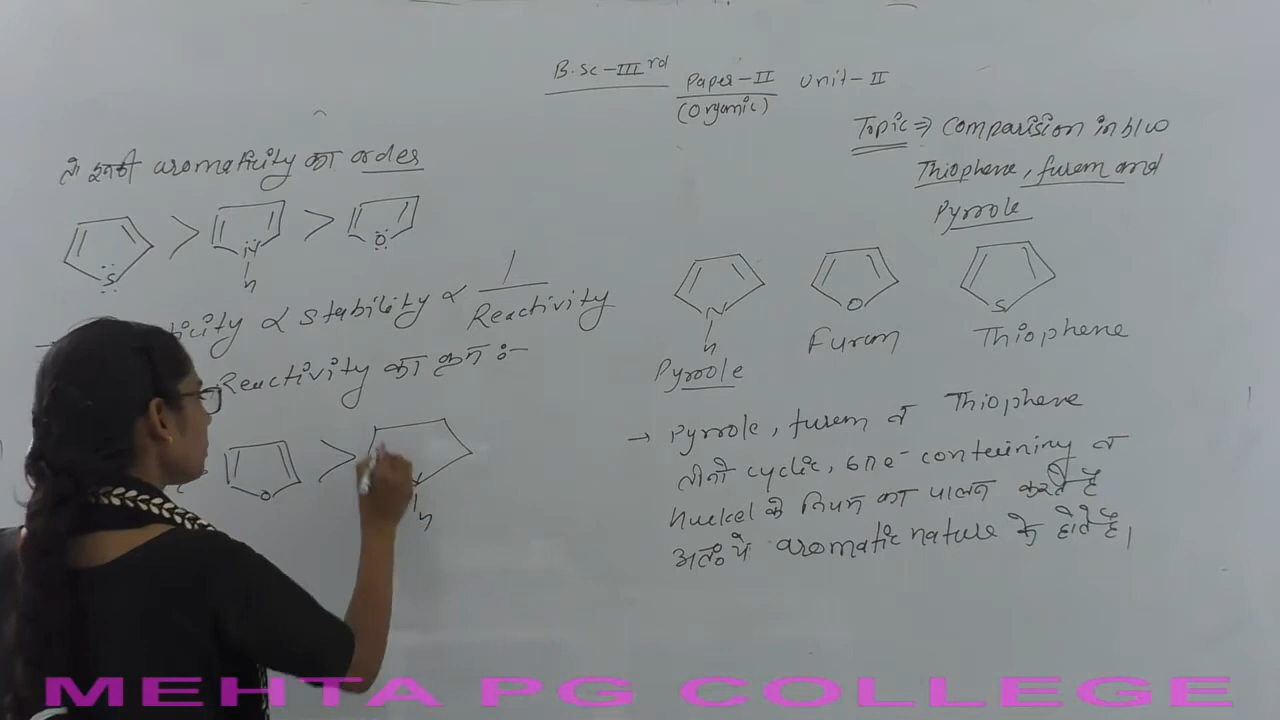 B.Sc-IIIrd
Paper-II Unit-II
(Organic)
Topic ⇒ Comparision in b/w
Thiophene, furan and
Pyrrole
तो इनकी aromaticity का order
S > N > O
H
ticity ∝ stability ∝ 1/Reactivity
Reactivity का क्रम :-
O >
H
N O S
H
Pyrrole Furan Thiophene
→ Pyrrole, furan व Thiophene
तीनों cyclic, 6πe- containing व
Huckel के नियम का पालन करते हैं
अतः ये aromatic nature के होते हैं।
MEHTA PG COLLEGE